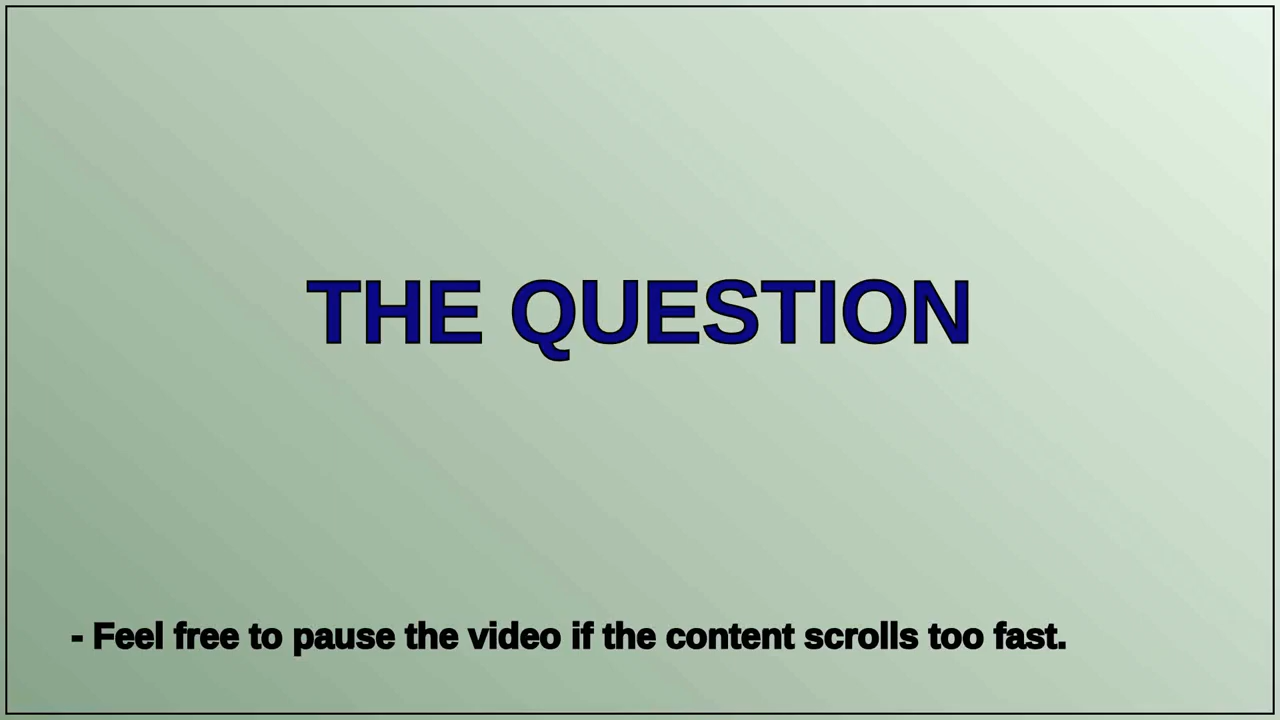 THE QUESTION
- Feel free to pause the video if the content scrolls too fast.